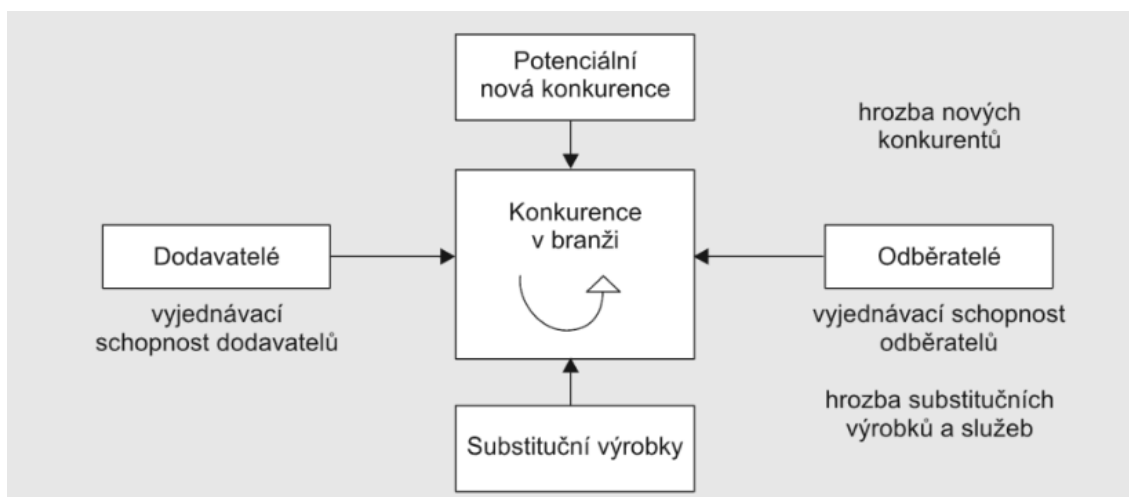 Potenciální
nová konkurence
hrozba nových
konkurentů
Konkurence
v branži
Dodavatelé
Odběratelé
vyjednávací
schopnost dodavatelů
vyjednávací schopnost
odběratelů
hrozba substitučních
výrobků a služeb
Substituční výrobky